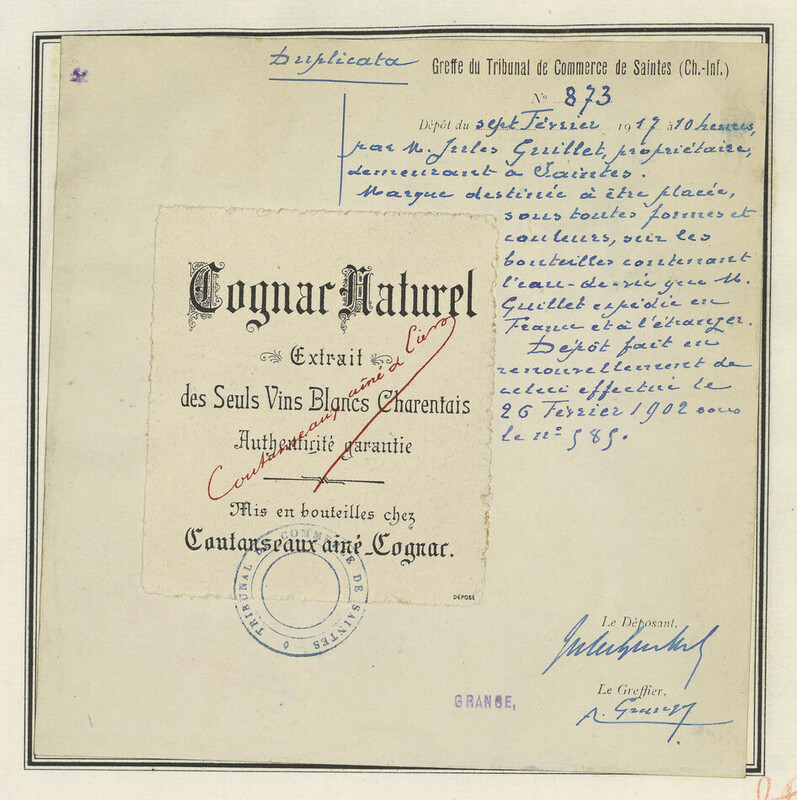 Duplicata
Greffe du Tribunal de Commerce de Saintes (Ch.-Inf.)
N° 873
Dépôt du sept Février 1917 à 10 heures,
par M. Jules Guillet, propriétaire,
demeurant à Saintes.
Marque destinée à être placée,
sous toutes formes et
couleurs, sur les
bouteilles contenant
l'eau-de-vie que M.
Guillet expédie en
France et à l'étranger.
Dépôt fait en
renouvellement de
celui effectué le
26 Février 1902 sous
le n° 585.
Cognac Naturel
Extrait
des Seuls Vins Blancs Charentais
Authenticité garantie
Coutanseaux aîné &
Mis en bouteilles chez
Coutanseaux aîné_Cognac.
DÉPOSÉ
TRIBUNAL DE COMMERCE DE SAINTES
Le Déposant,
Jules Guillet
Le Greffier,
GRANGE,
A. Grange